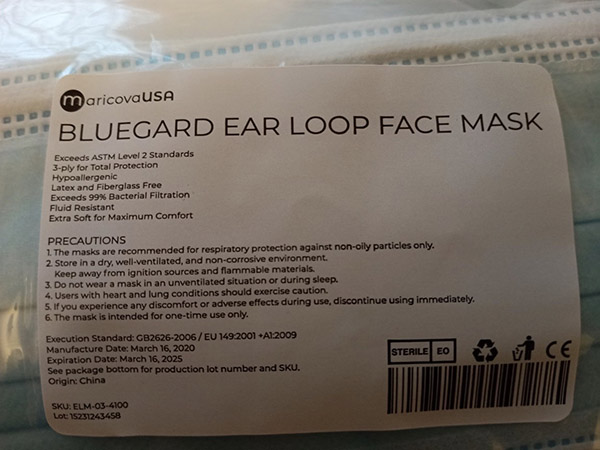 maricovaUSA
BLUEGARD EAR LOOP FACE MASK
Exceeds ASTM Level 2 Standards
3-ply for Total Protection
Hypoallergenic
Latex and Fiberglass Free
Exceeds 99% Bacterial Filtration
Fluid Resistant
Extra Soft for Maximum Comfort
PRECAUTIONS
1. The masks are recommended for respiratory protection against non-oily particles only.
2. Store in a dry, well-ventilated, and non-corrosive environment.
Keep away from ignition sources and flammable materials.
3. Do not wear a mask in an unventilated situation or during sleep.
4. Users with heart and lung conditions should exercise caution.
5. If you experience any discomfort or adverse effects during use, discontinue using immediately.
6. The mask is intended for one-time use only.
Execution Standard: GB2626-2006 / EU 149:2001 +A1:2009
Manufacture Date: March 16, 2020
Expiration Date: March 16, 2025
See package bottom for production lot number and SKU.
Origin: China
STERILE EO CE
SKU: ELM-03-4100
Lot: 15231243458